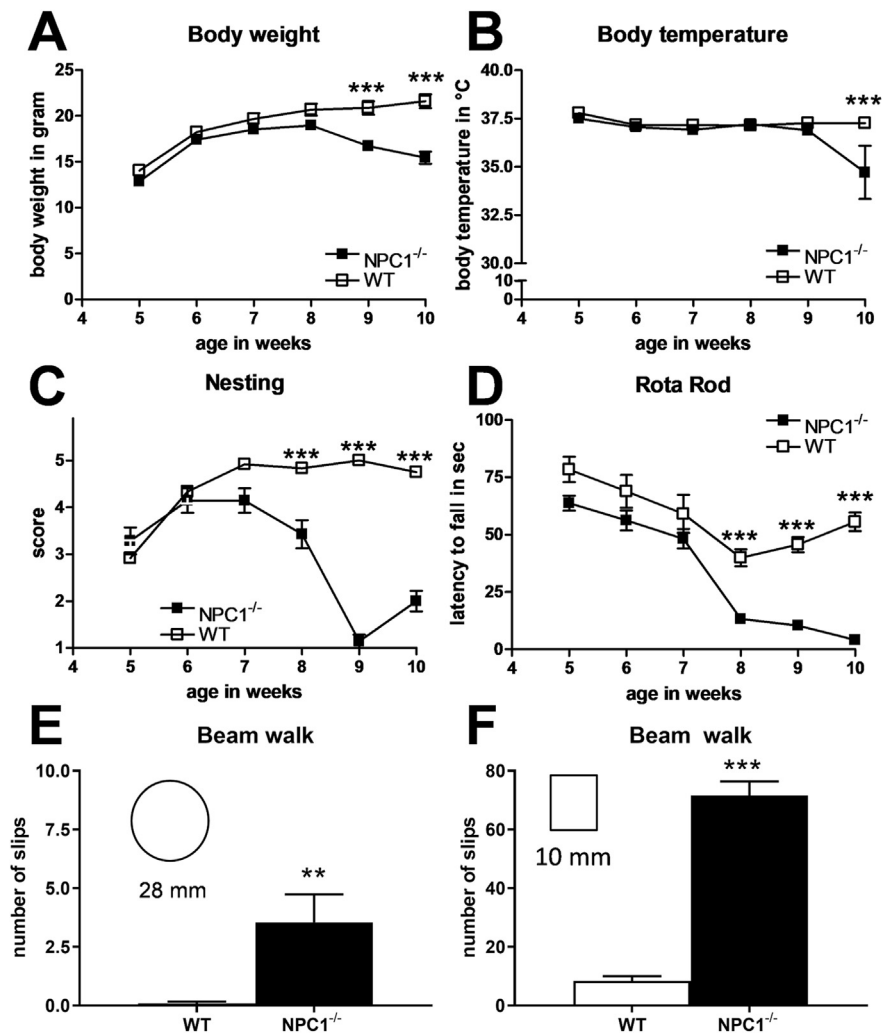 A
Body weight
body weight in gram
25
20
15
10
5
0
*** ***
NPC1-/-
WT
4 5 6 7 8 9 10
age in weeks
B
Body temperature
body temperature in °C
40.0
37.5
35.0
32.5
30.0
10
0
***
NPC1-/-
WT
4 5 6 7 8 9 10
age in weeks
C
Nesting
score
5
4
3
2
1
*** *** ***
NPC1-/-
WT
4 5 6 7 8 9 10
age in weeks
D
Rota Rod
latency to fall in sec
100
75
50
25
0
NPC1-/-
WT
*** *** ***
4 5 6 7 8 9 10
age in weeks
E
Beam walk
number of slips
10.0
7.5
5.0
2.5
0.0
28 mm
**
WT NPC1-/-
F
Beam walk
number of slips
80
60
40
20
0
10 mm
***
WT NPC1-/-